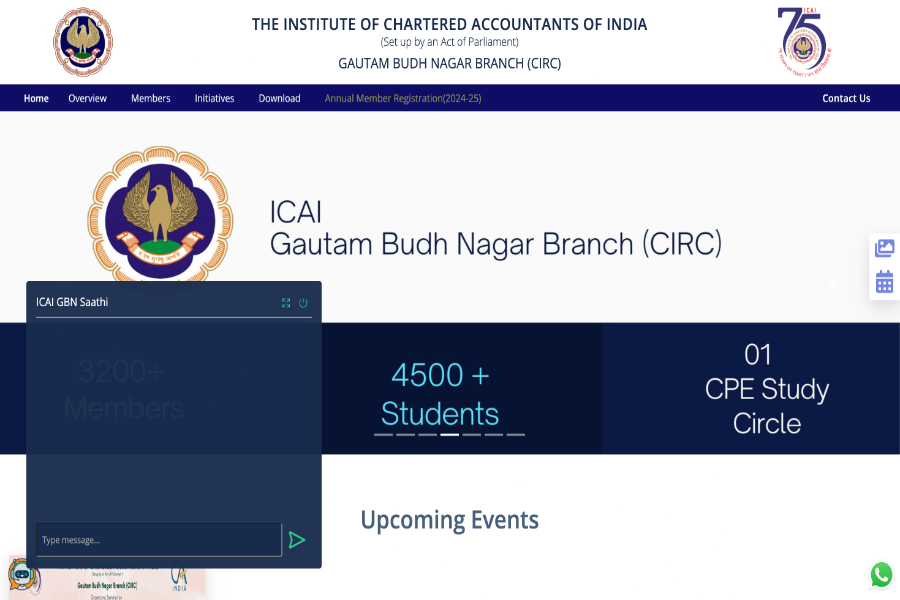 THE INSTITUTE OF CHARTERED ACCOUNTANTS OF INDIA
(Set up by an Act of Parliament)
GAUTAM BUDH NAGAR BRANCH (CIRC)
ICAI
75
Home Overview Members Initiatives Download Annual Member Registration(2024-25) Contact Us
ICAI
Gautam Budh Nagar Branch (CIRC)
ICAI GBN Saathi
3200+
Members
4500 +
Students
01
CPE Study
Circle
Type message...
Upcoming Events
Gautam Budh Nagar Branch (CIRC)
INDIA